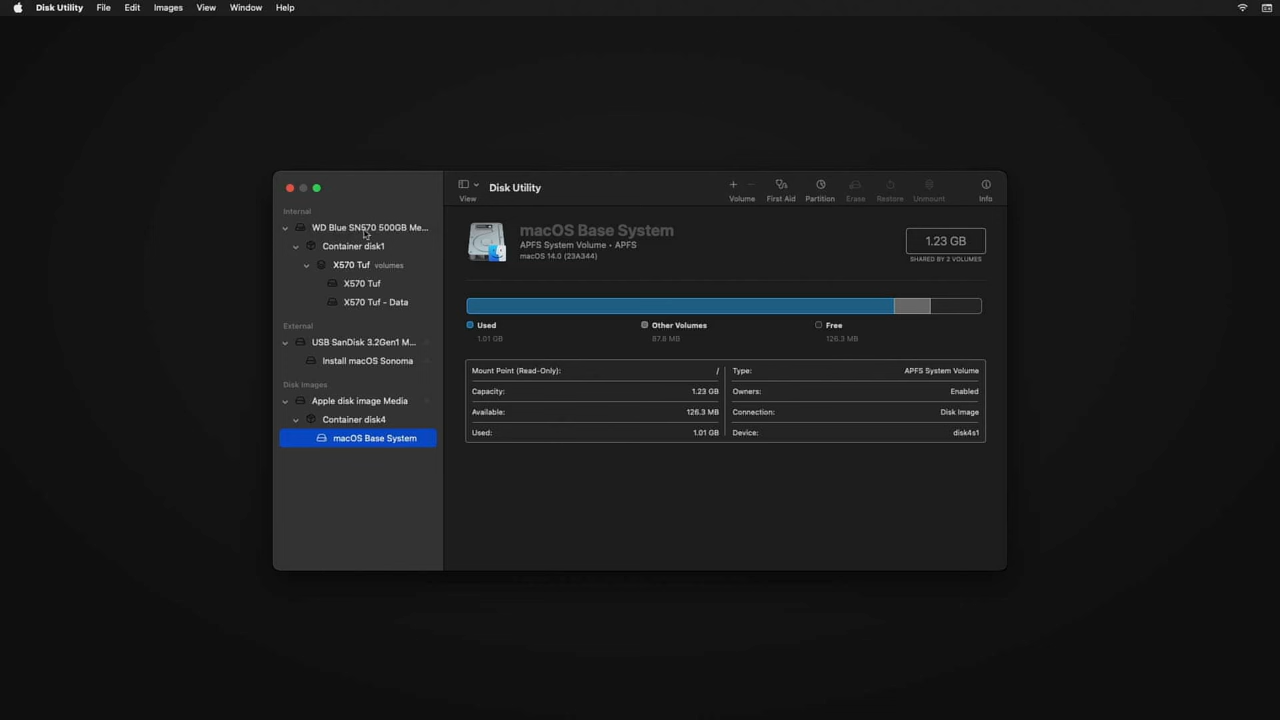 Disk Utility File Edit Images View Window Help
Disk Utility
View
Volume First Aid Partition Erase Restore Unmount Info
Internal
WD Blue SN570 500GB Me...
Container disk1
X570 Tuf volumes
X570 Tuf
X570 Tuf - Data
External
USB SanDisk 3.2Gen1 M...
Install macOS Sonoma
Disk Images
Apple disk image Media
Container disk4
macOS Base System
macOS Base System
APFS System Volume • APFS
macOS 14.0 (23A344)
1.23 GB
SHARED BY 2 VOLUMES
Used
1.01 GB
Other Volumes
87.8 MB
Free
126.3 MB
Mount Point (Read-Only): /
Capacity: 1.23 GB
Available: 126.3 MB
Used: 1.01 GB
Type: APFS System Volume
Owners: Enabled
Connection: Disk Image
Device: disk4s1